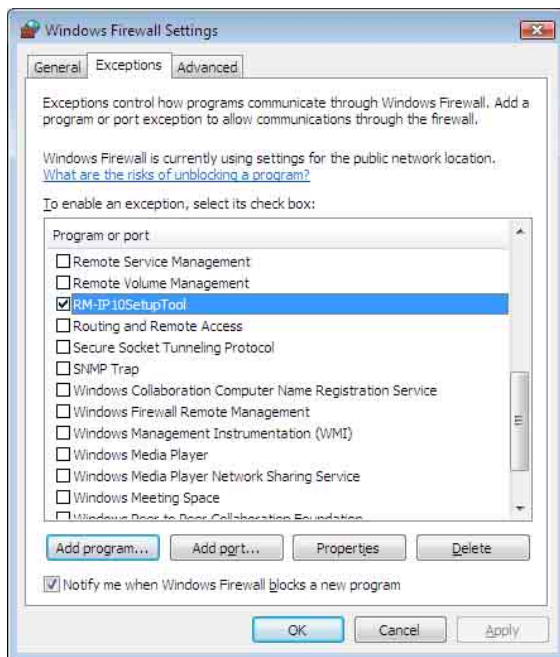 Windows Firewall Settings
General Exceptions Advanced
Exceptions control how programs communicate through Windows Firewall. Add a
program or port exception to allow communications through the firewall.
Windows Firewall is currently using settings for the public network location.
What are the risks of unblocking a program?
To enable an exception, select its check box:
Program or port
Remote Service Management
Remote Volume Management
RM-IP10SetupTool
Routing and Remote Access
Secure Socket Tunneling Protocol
SNMP Trap
Windows Collaboration Computer Name Registration Service
Windows Firewall Remote Management
Windows Management Instrumentation (WMI)
Windows Media Player
Windows Media Player Network Sharing Service
Windows Meeting Space
Windows Peer to Peer Collaboration Foundation
Add program... Add port... Properties Delete
Notify me when Windows Firewall blocks a new program
OK Cancel Apply